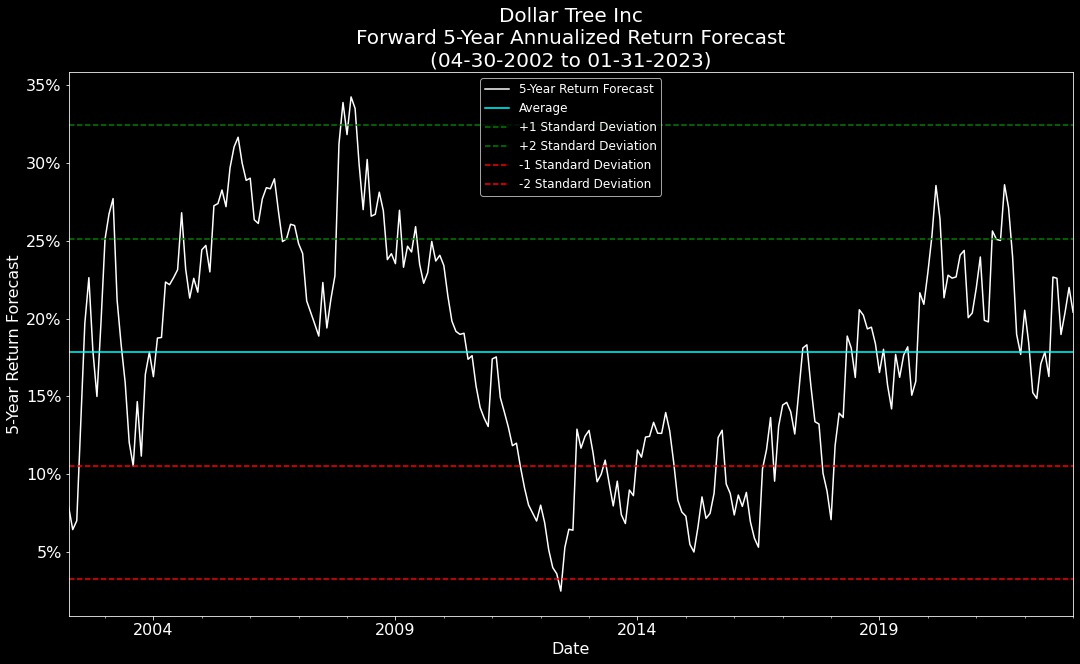 Dollar Tree Inc
Forward 5-Year Annualized Return Forecast
(04-30-2002 to 01-31-2023)
5-Year Return Forecast
Average
+1 Standard Deviation
+2 Standard Deviation
-1 Standard Deviation
-2 Standard Deviation
35%
30%
25%
20%
15%
10%
5%
5-Year Return Forecast
2004
2009
2014
2019
Date